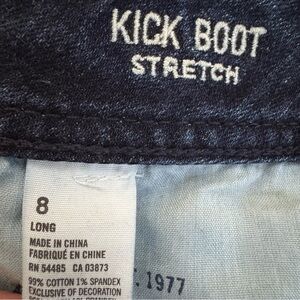 KICK BOOT
STRETCH
8
LONG
MADE IN CHINA
FABRIQUÉ EN CHINE
RN 54485 CA 03873
99% COTTON 1% SPANDEX
EXCLUSIVE OF DECORATION
. 1977